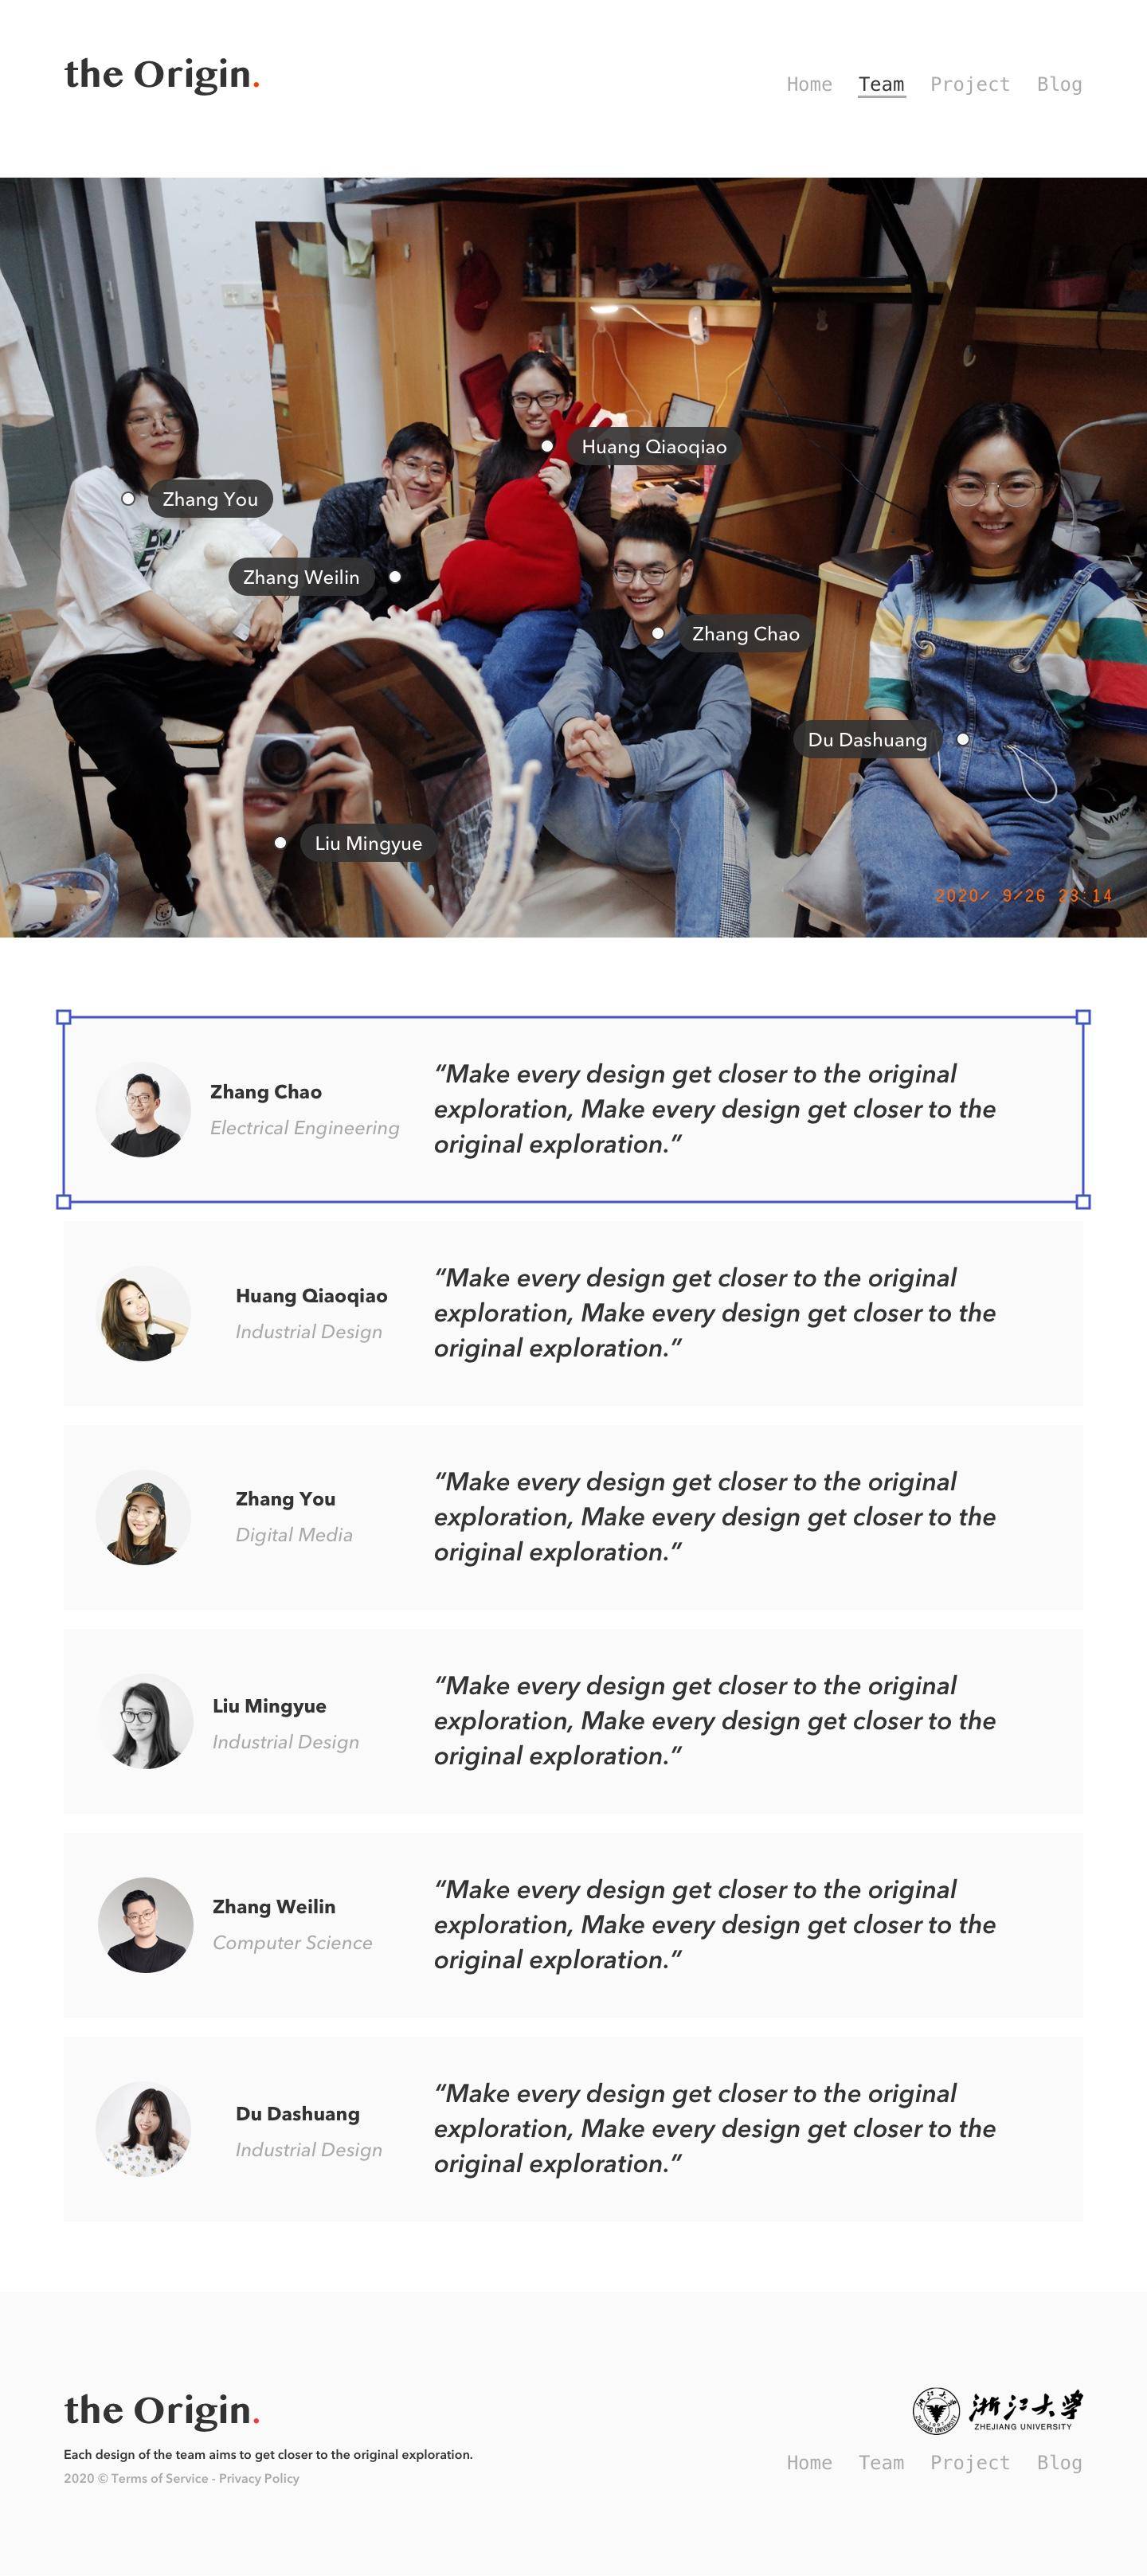 the Origin.
Home Team Project Blog
Huang Qiaoqiao
Zhang You
Zhang Weilin
Zhang Chao
Du Dashuang
Liu Mingyue
2020/ 9/26 23:14
Zhang Chao
Electrical Engineering
“Make every design get closer to the original
exploration, Make every design get closer to the
original exploration.”
Huang Qiaoqiao
Industrial Design
“Make every design get closer to the original
exploration, Make every design get closer to the
original exploration.”
Zhang You
Digital Media
“Make every design get closer to the original
exploration, Make every design get closer to the
original exploration.”
Liu Mingyue
Industrial Design
“Make every design get closer to the original
exploration, Make every design get closer to the
original exploration.”
Zhang Weilin
Computer Science
“Make every design get closer to the original
exploration, Make every design get closer to the
original exploration.”
Du Dashuang
Industrial Design
“Make every design get closer to the original
exploration, Make every design get closer to the
original exploration.”
the Origin.
Each design of the team aims to get closer to the original exploration.
2020 © Terms of Service - Privacy Policy
浙江大学
ZHEJIANG UNIVERSITY
Home Team Project Blog